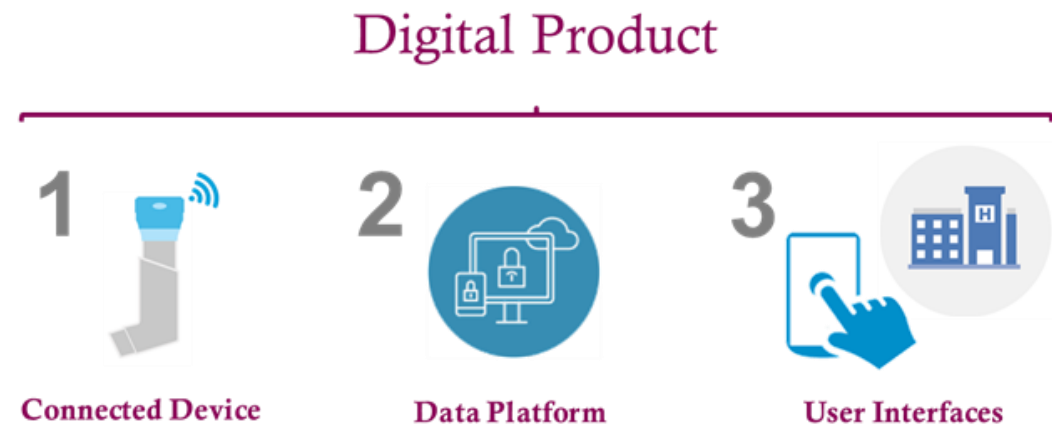 Digital Product
1
2
3
H
Connected Device
Data Platform
User Interfaces